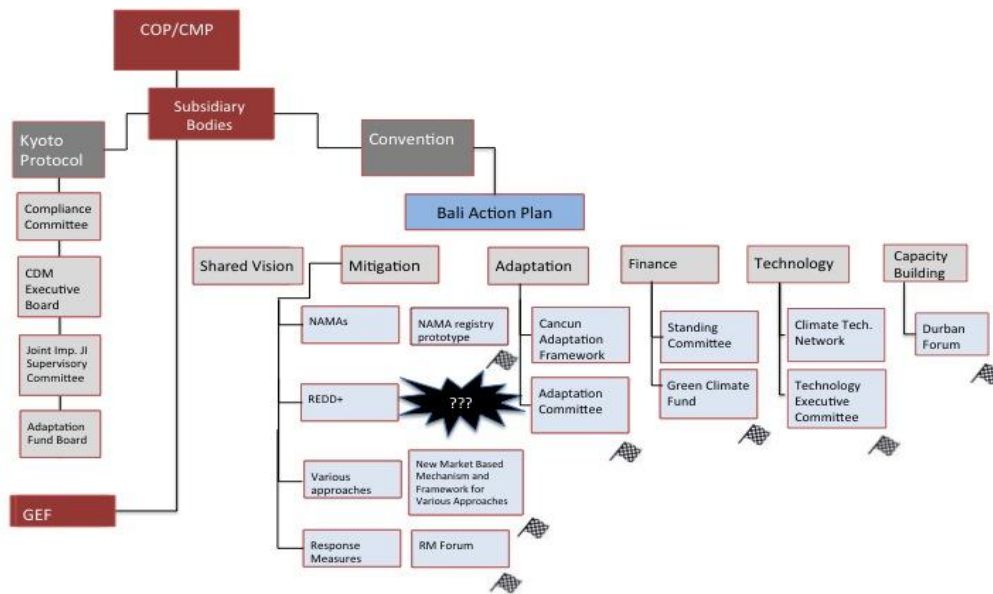 COP/CMP
Subsidiary
Bodies
Kyoto
Protocol
Convention
Compliance
Committee
Bali Action Plan
CDM
Executive
Board
Shared Vision
Mitigation
Adaptation
Finance
Technology
Capacity
Building
NAMAs
NAMA registry
prototype
Cancun
Adaptation
Framework
Standing
Committee
Climate Tech.
Network
Durban
Forum
Joint Imp. JI
Supervisory
Committee
REDD+
???
Adaptation
Committee
Green Climate
Fund
Technology
Executive
Committee
Adaptation
Fund Board
Various
approaches
New Market Based
Mechanism and
Framework for
Various Approaches
GEF
Response
Measures
RM Forum